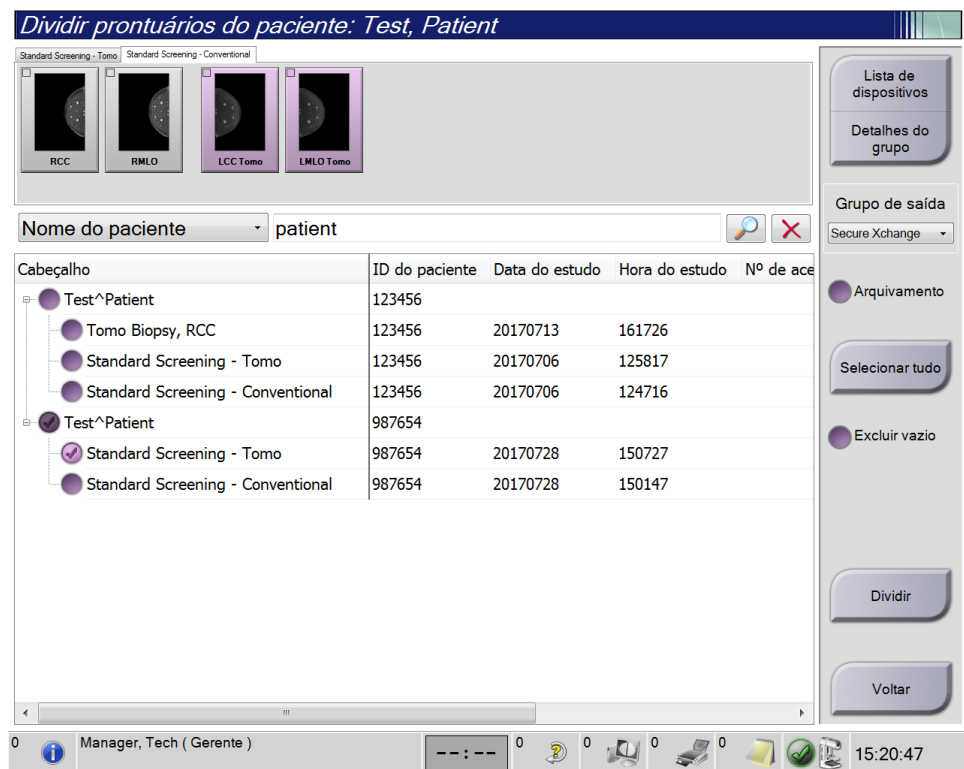 Dividir prontuários do paciente: Test, Patient
Standard Screening - Tomo Standard Screening - Conventional
RCC RMLO LCC Tomo LMLO Tomo
Lista de
dispositivos
Detalhes do
grupo
Grupo de saída
Secure Xchange
Nome do paciente patient
Cabeçalho ID do paciente Data do estudo Hora do estudo Nº de ace
Test^Patient 123456
Tomo Biopsy, RCC 123456 20170713 161726
Standard Screening - Tomo 123456 20170706 125817
Standard Screening - Conventional 123456 20170706 124716
Test^Patient 987654
Standard Screening - Tomo 987654 20170728 150727
Standard Screening - Conventional 987654 20170728 150147
Arquivamento
Selecionar tudo
Excluir vazio
Dividir
Voltar
0 Manager, Tech ( Gerente ) --:-- 0 0 0 0 15:20:47